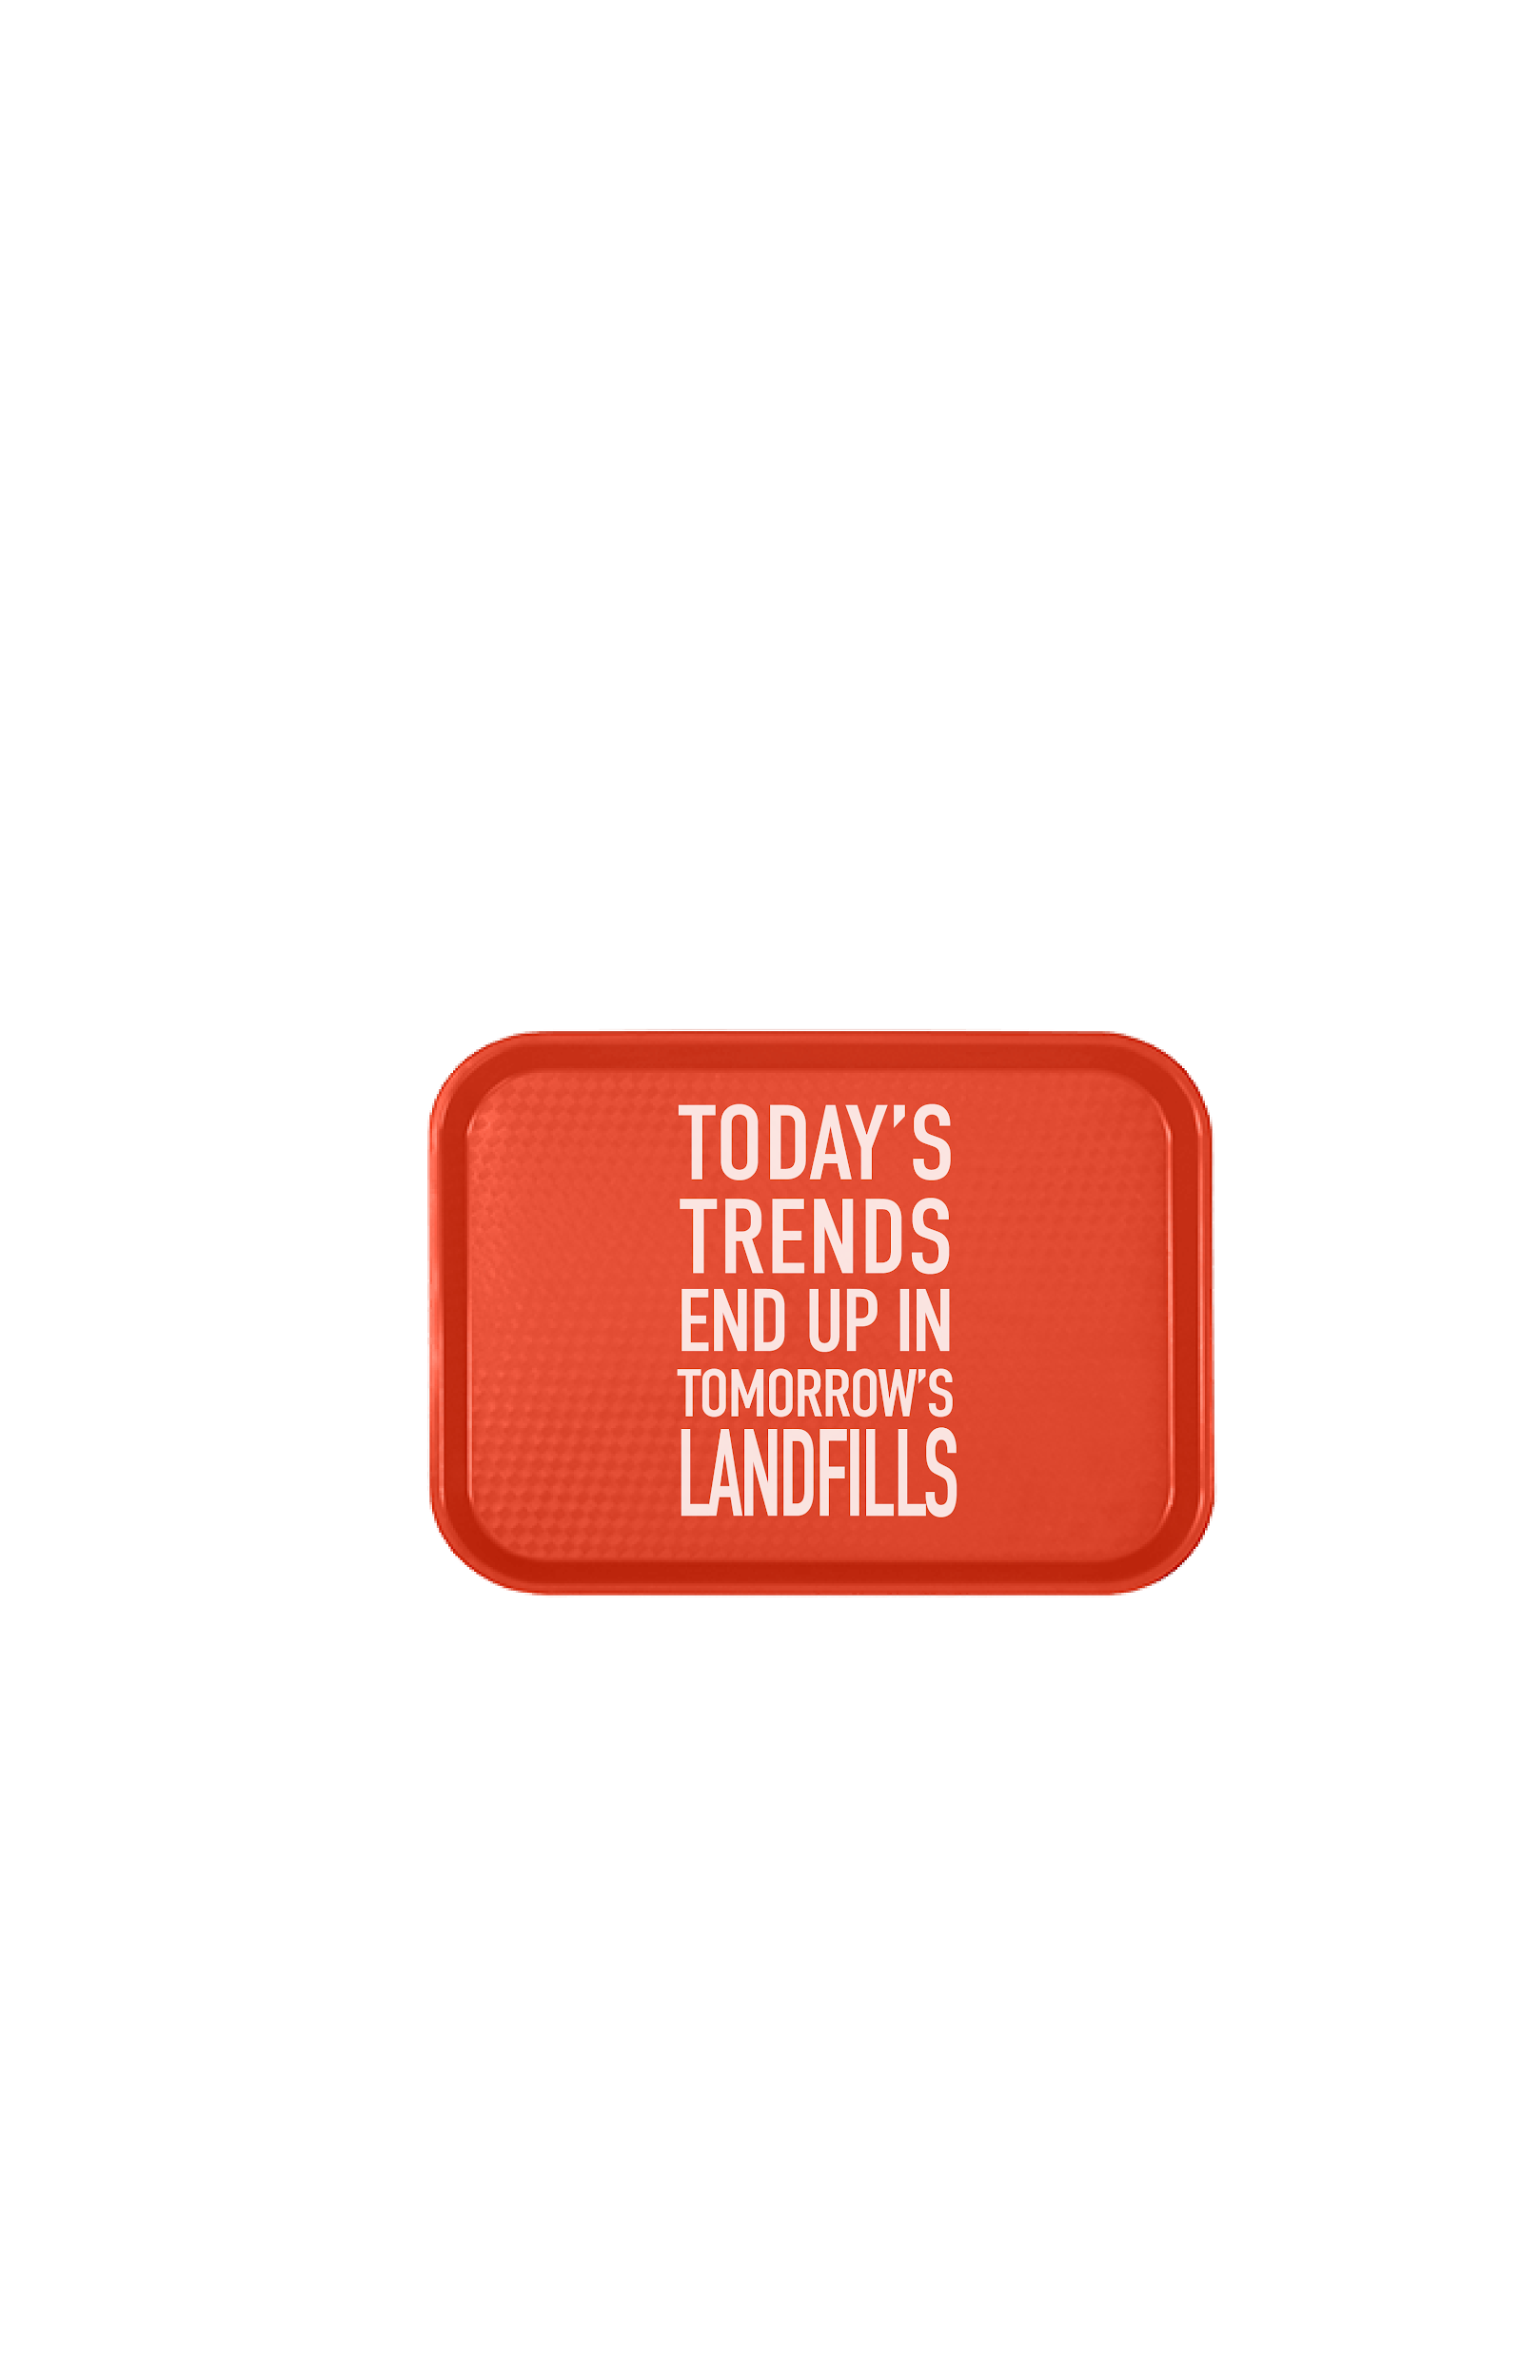 TODAY'S
TRENDS
END UP IN
TOMORROW'S
LANDFILLS